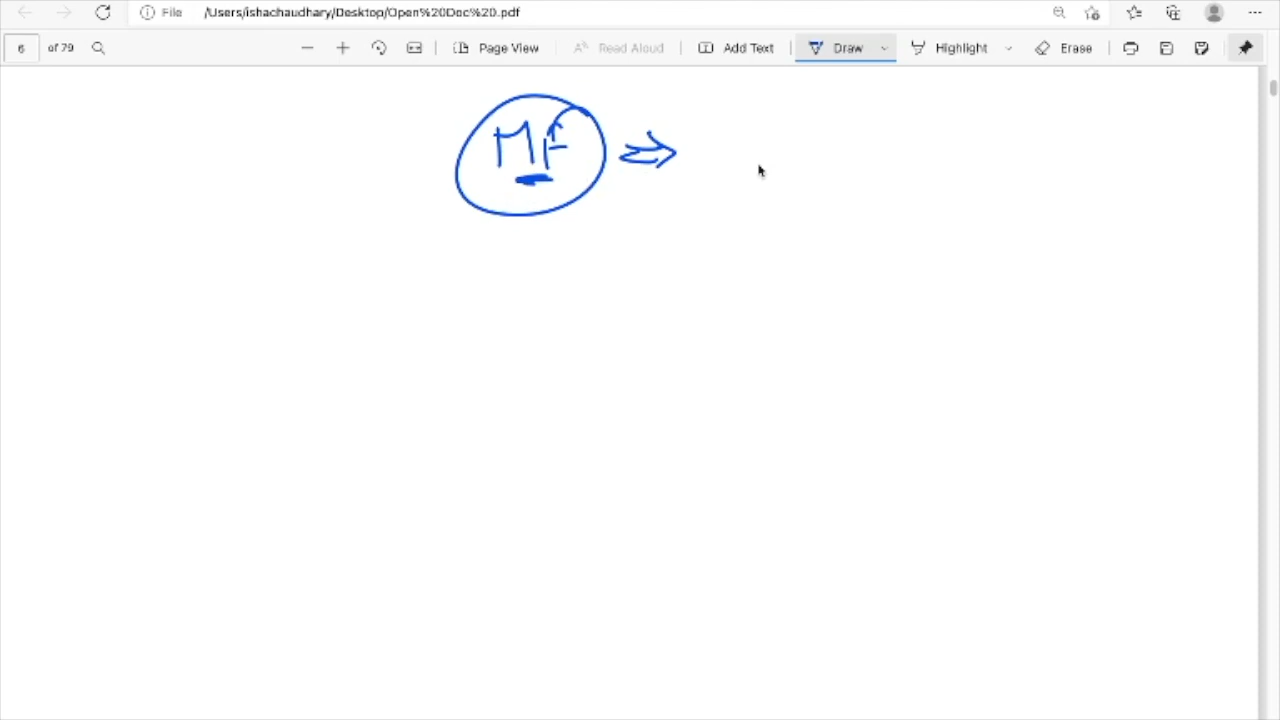 File /Users/ishachaudhary/Desktop/Open%20Doc%20.pdf
6 of 79 Page View Read Aloud Add Text Draw Highlight Erase
MF